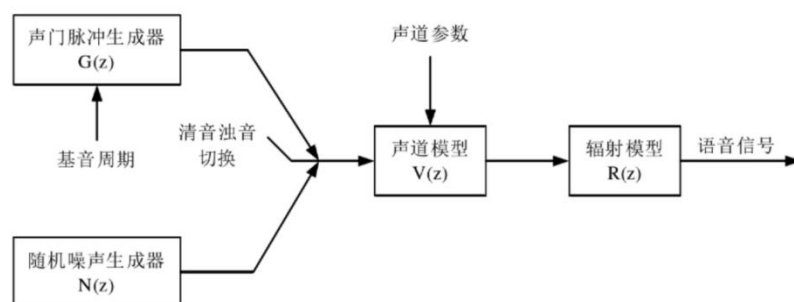 声门脉冲生成器
G(z)
基音周期
清音浊音
切换
随机噪声生成器
N(z)
声道参数
声道模型
V(z)
辐射模型
R(z)
语音信号